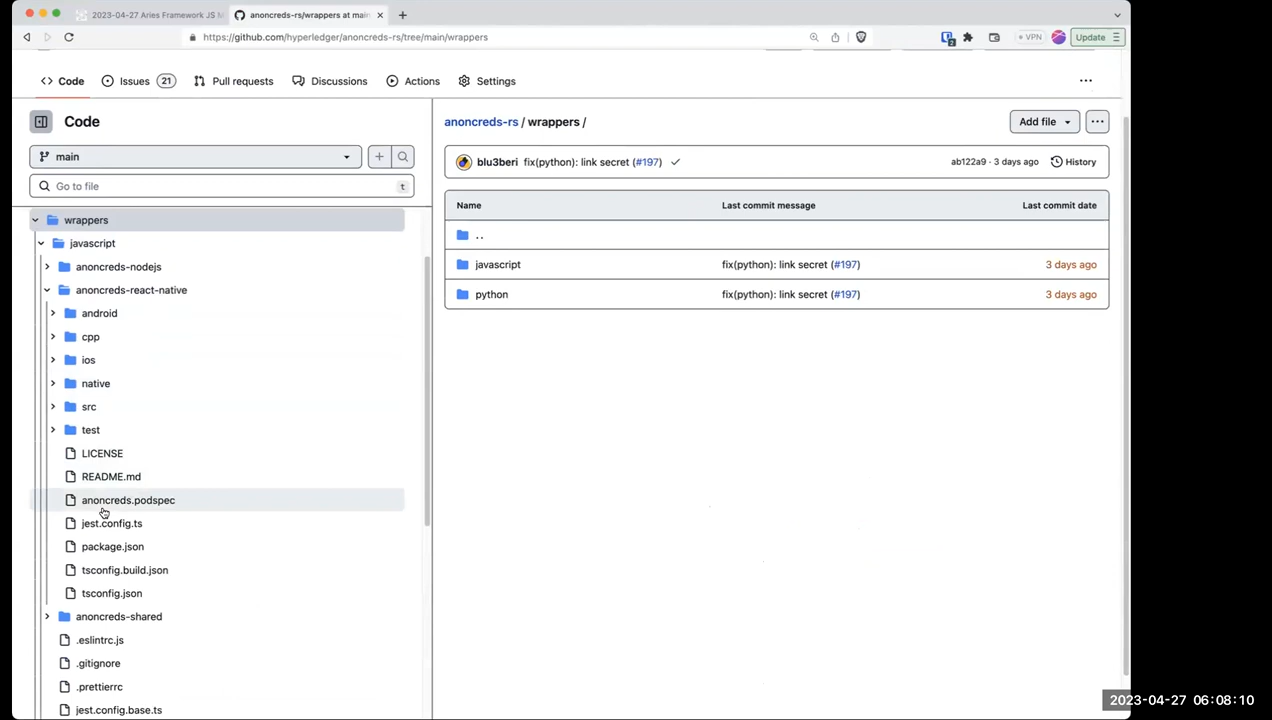 2023-04-27 Aries Framework JS M
anoncreds-rs/wrappers at main
https://github.com/hyperledger/anoncreds-rs/tree/main/wrappers
2
VPN
Update
Code
Issues 21
Pull requests
Discussions
Actions
Settings
Code
main
Go to file
t
wrappers
javascript
anoncreds-nodejs
anoncreds-react-native
android
cpp
ios
native
src
test
LICENSE
README.md
anoncreds.podspec
jest.config.ts
package.json
tsconfig.build.json
tsconfig.json
anoncreds-shared
.eslintrc.js
.gitignore
.prettierrc
jest.config.base.ts
anoncreds-rs / wrappers /
Add file
blu3beri fix(python): link secret (#197)
ab122a9 · 3 days ago History
Name Last commit message Last commit date
..
javascript fix(python): link secret (#197) 3 days ago
python fix(python): link secret (#197) 3 days ago
2023-04-27 06:08:10